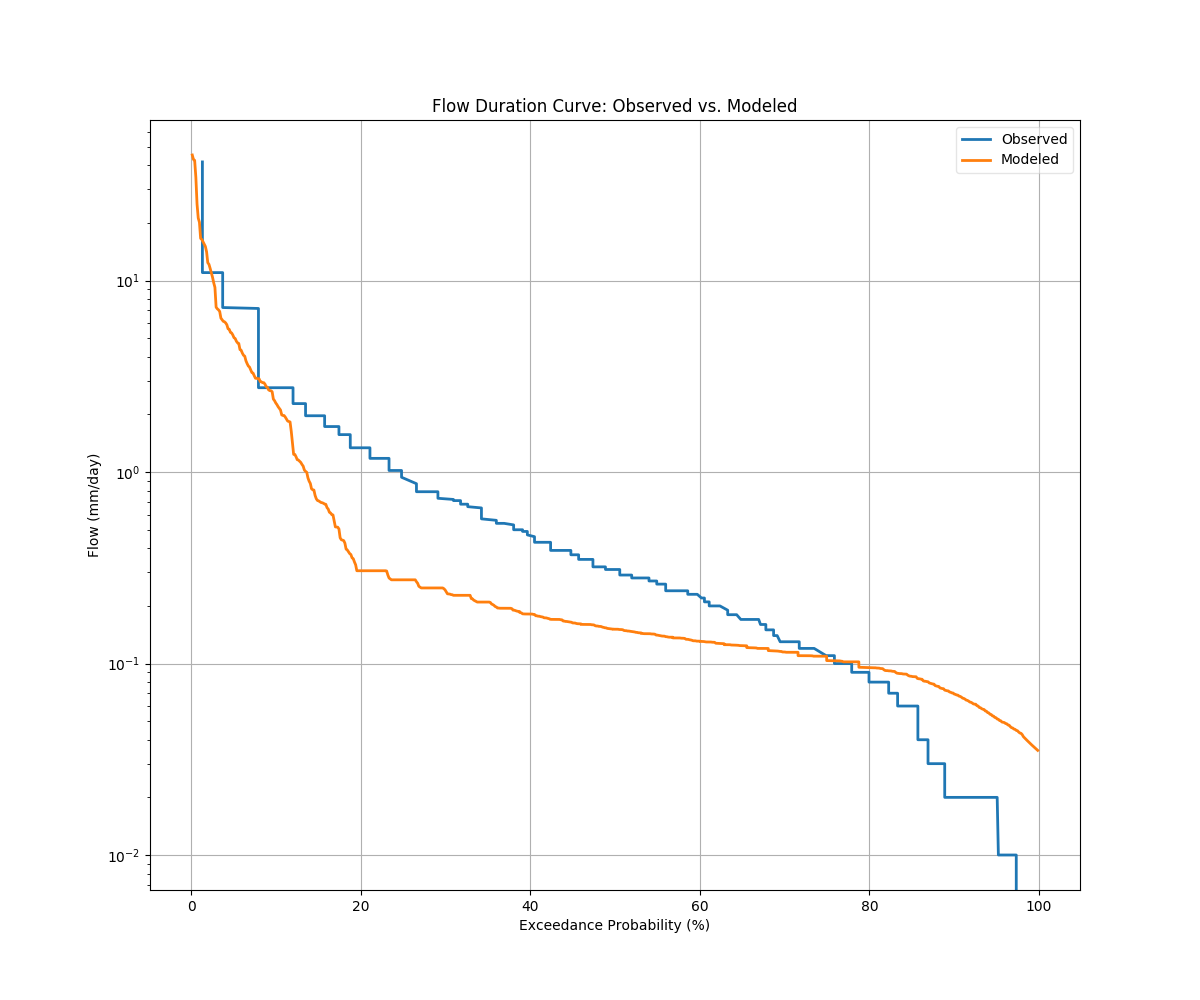 Flow Duration Curve: Observed vs. Modeled
Observed
Modeled
10¹
10⁰
10⁻¹
10⁻²
Flow (mm/day)
0 20 40 60 80 100
Exceedance Probability (%)